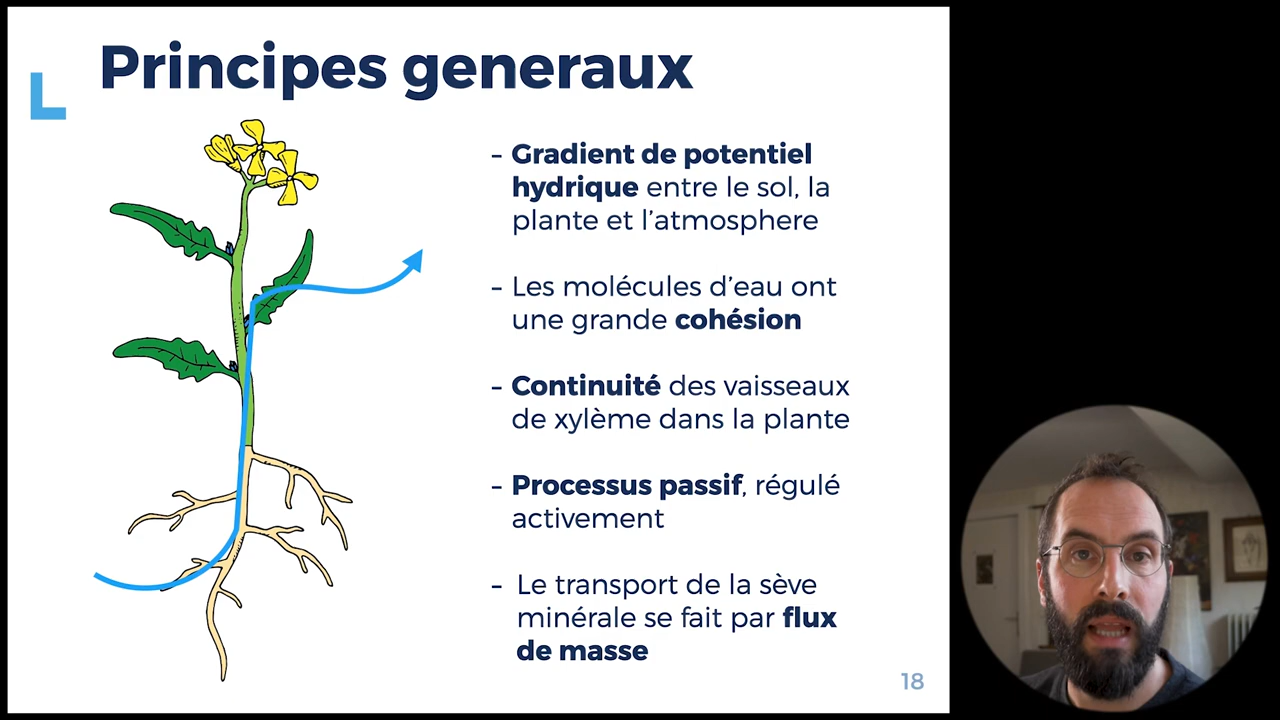 Principes generaux
- Gradient de potentiel
hydrique entre le sol, la
plante et l’atmosphere
- Les molécules d’eau ont
une grande cohésion
- Continuité des vaisseaux
de xylème dans la plante
- Processus passif, régulé
activement
- Le transport de la sève
minérale se fait par flux
de masse
18